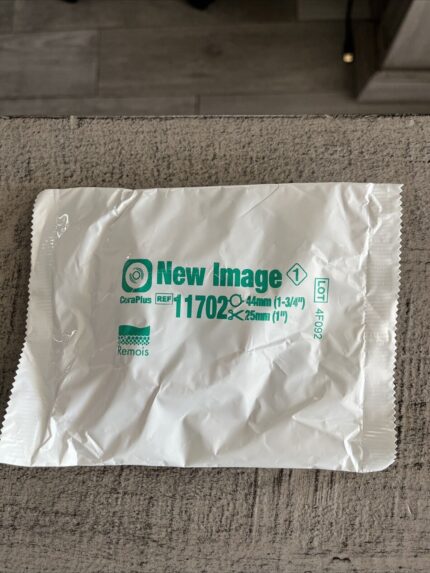 New Image 1
CeraPlus REF 11702 44mm (1-3/4")
25mm (1")
LOT
4F092
Remois